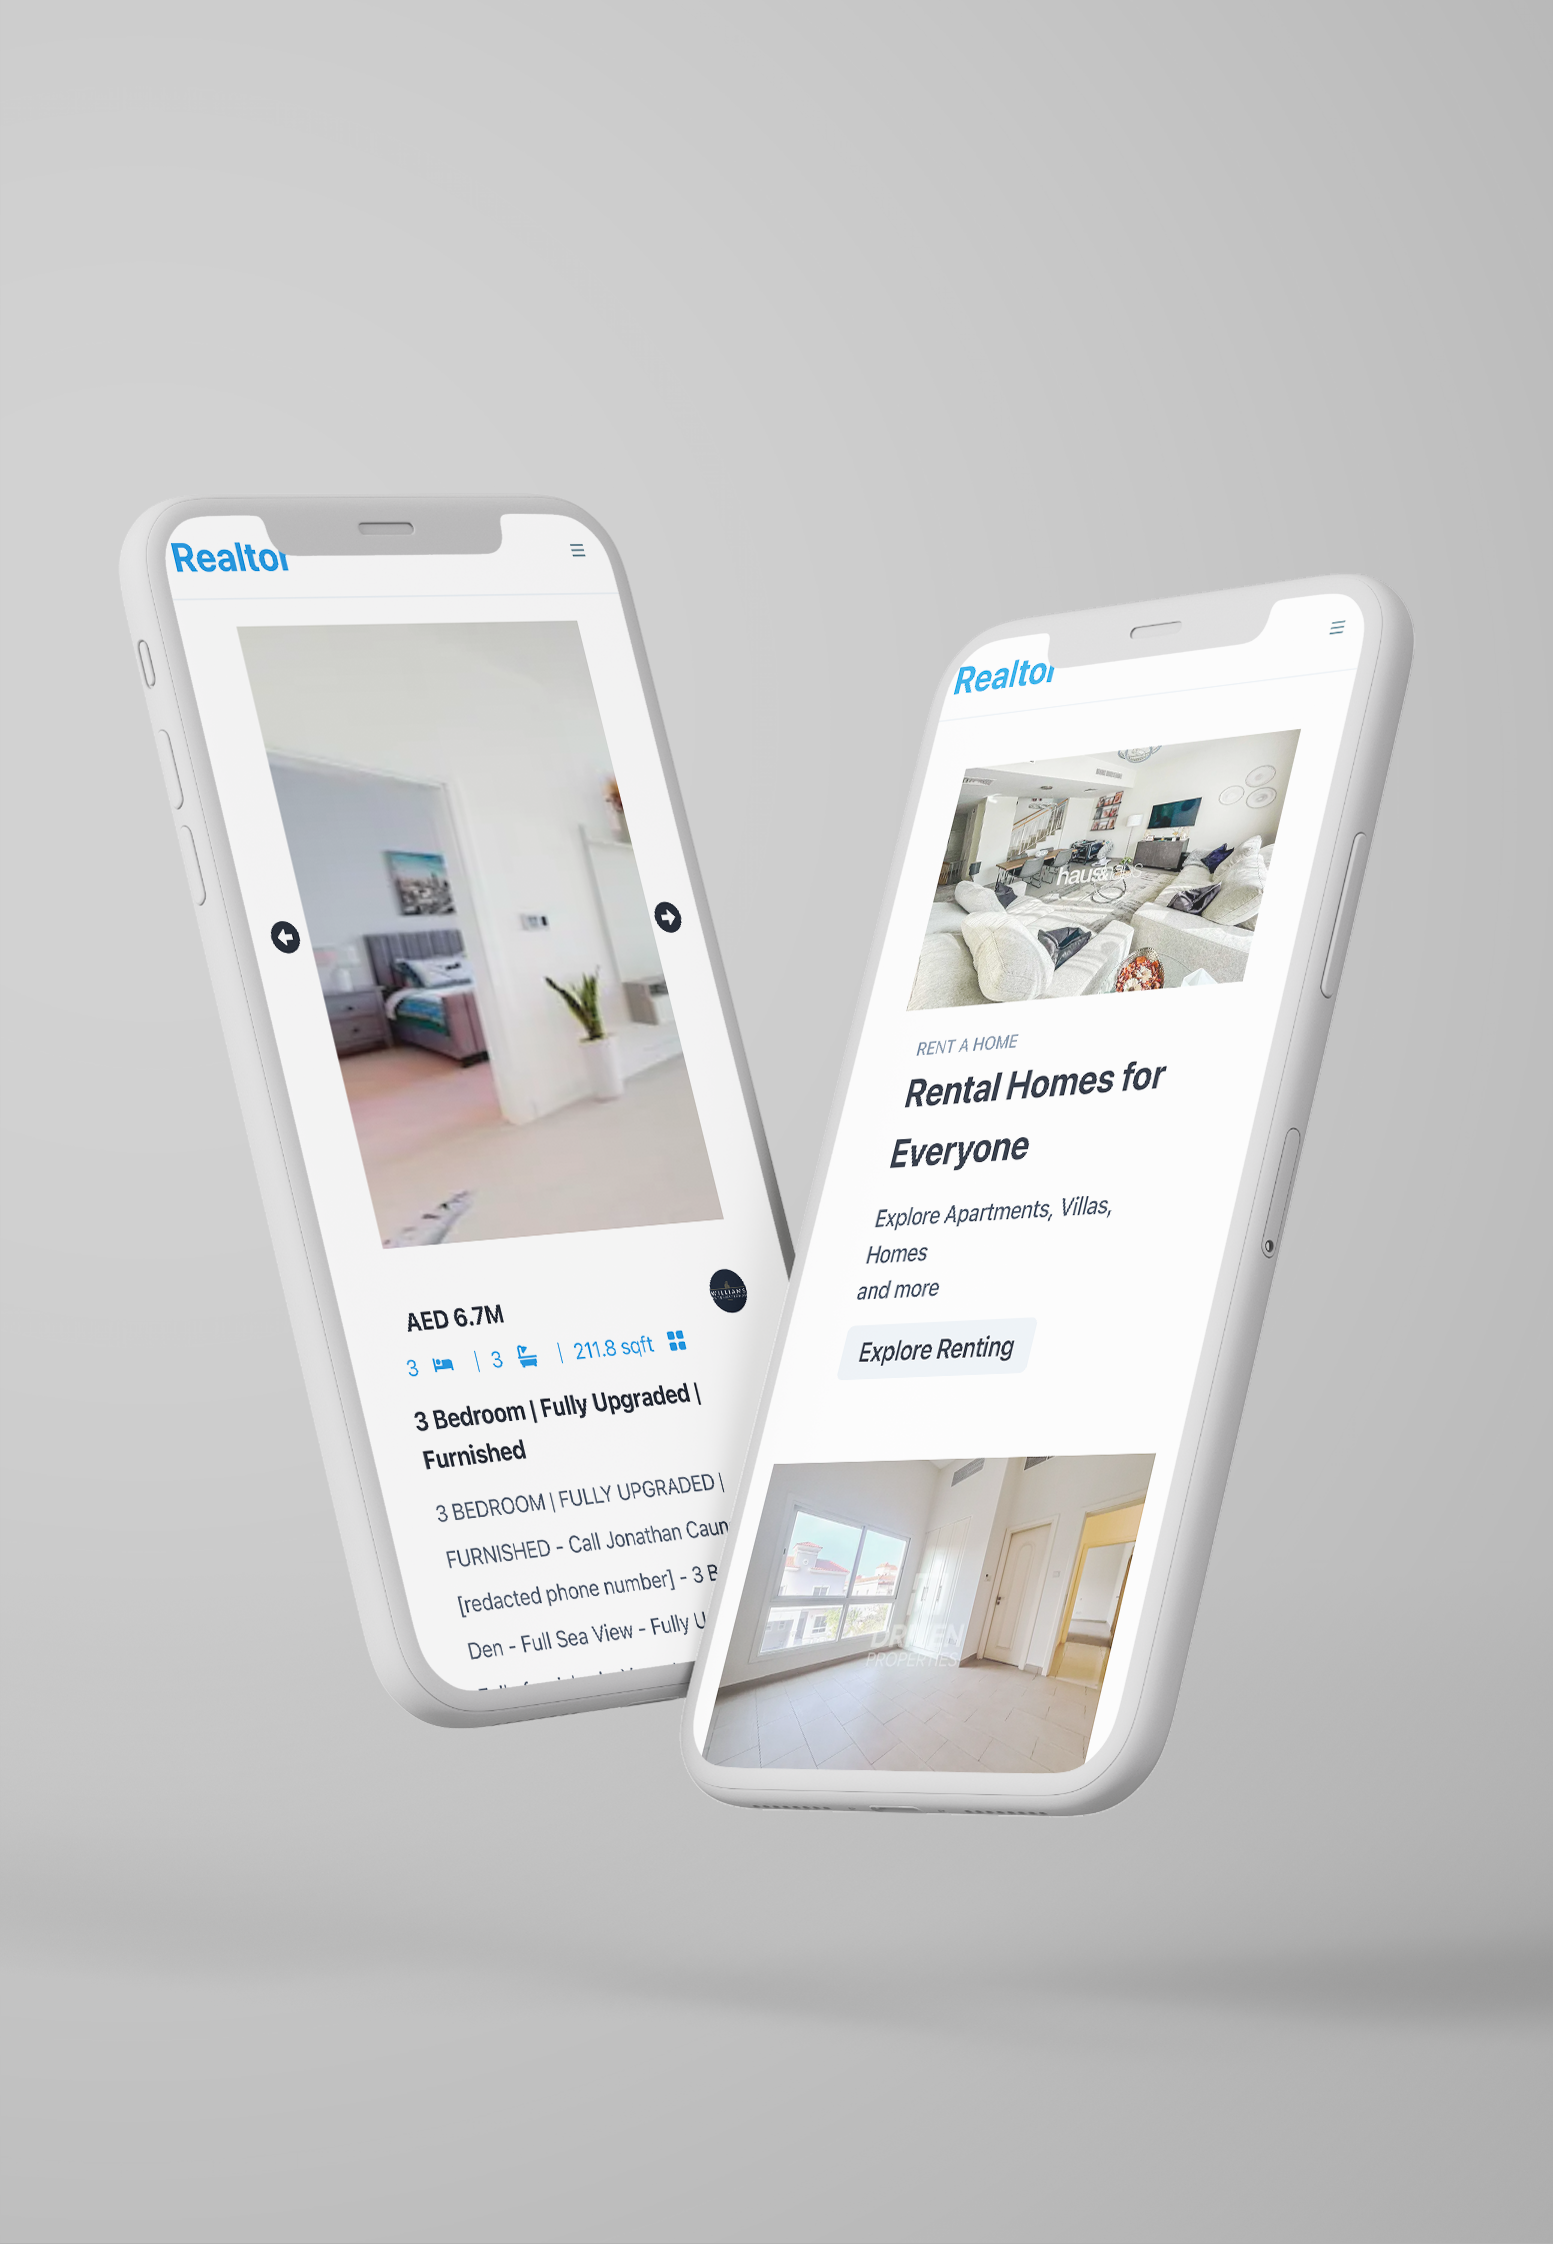 Realtor
AED 6.7M
3 | 3 | 211.8 sqft
3 Bedroom | Fully Upgraded |
Furnished
3 BEDROOM | FULLY UPGRADED |
FURNISHED - Call Jonathan Caun
[redacted phone number] - 3 B
Den - Full Sea View - Fully U
Realtor
haus&haus
RENT A HOME
Rental Homes for
Everyone
Explore Apartments, Villas,
Homes
and more
Explore Renting
DRIVEN
PROPERTIES